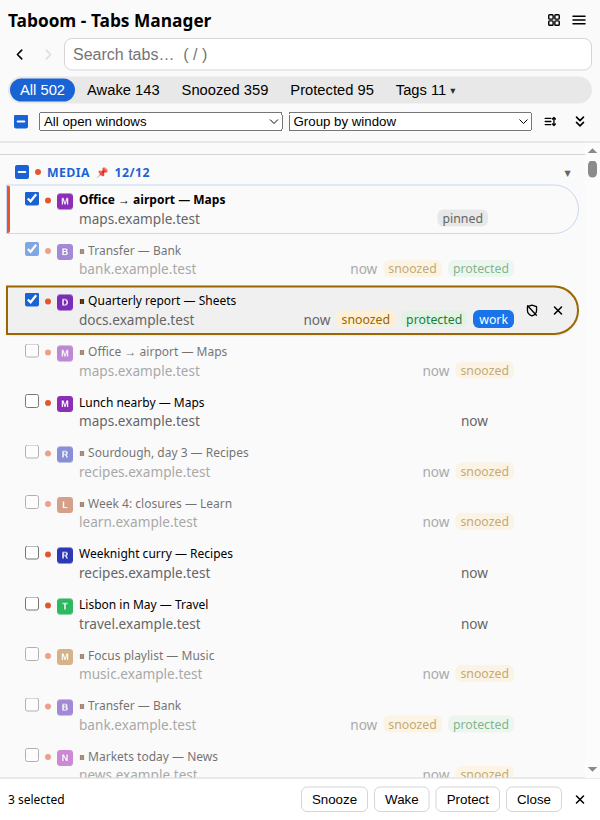 Taboom - Tabs Manager
Search tabs… ( / )
All 502 Awake 143 Snoozed 359 Protected 95 Tags 11 ▾
All open windows Group by window
MEDIA 📌 12/12 ▾
M Office → airport — Maps
maps.example.test pinned
B Transfer — Bank
bank.example.test now snoozed protected
D Quarterly report — Sheets
docs.example.test now snoozed protected work
M Office → airport — Maps
maps.example.test now snoozed
M Lunch nearby — Maps
maps.example.test now
R Sourdough, day 3 — Recipes
recipes.example.test now snoozed
L Week 4: closures — Learn
learn.example.test now snoozed
R Weeknight curry — Recipes
recipes.example.test now
T Lisbon in May — Travel
travel.example.test now
M Focus playlist — Music
music.example.test now snoozed
B Transfer — Bank
bank.example.test now snoozed protected
N Markets today — News
news.example.test now snoozed
3 selected Snooze Wake Protect Close